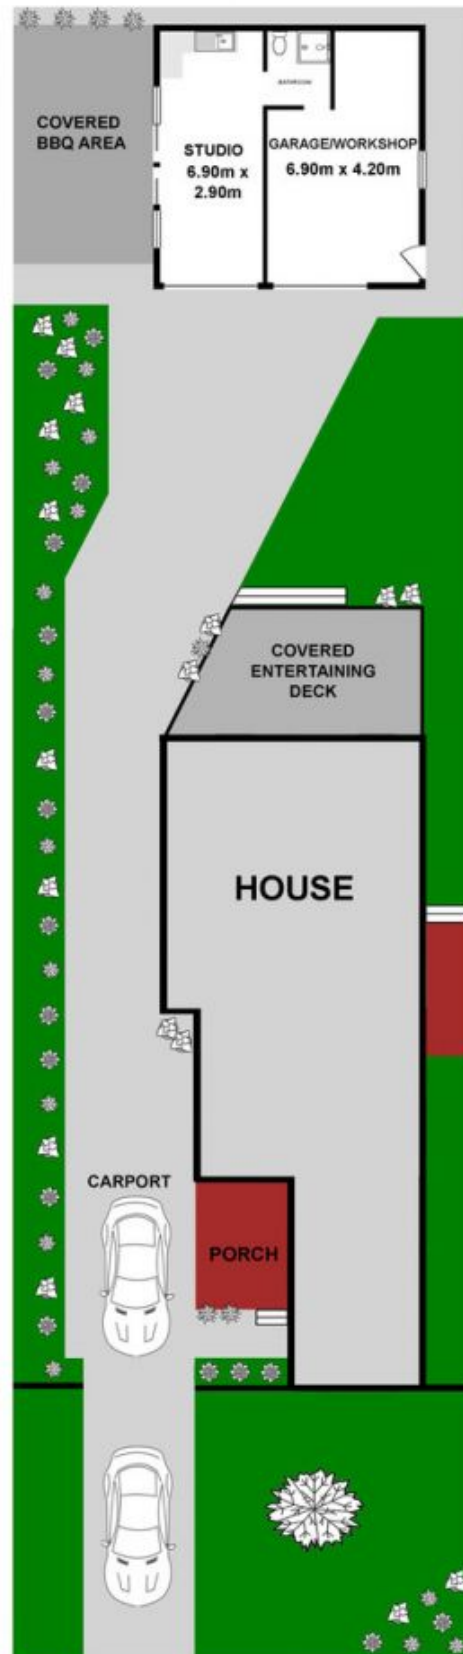 COVERED
BBQ AREA
BATHROOM
STUDIO
6.90m x
2.90m
GARAGE/WORKSHOP
6.90m x 4.20m
COVERED
ENTERTAINING
DECK
HOUSE
CARPORT
PORCH